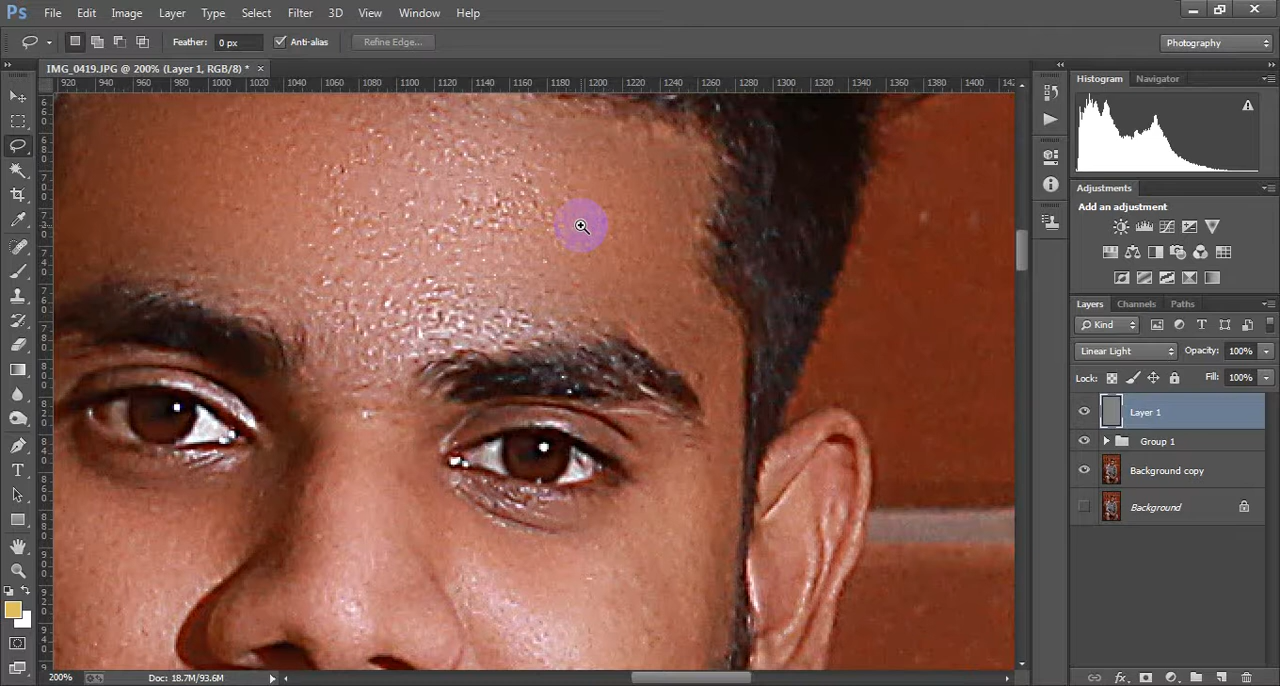 Ps File Edit Image Layer Type Select Filter 3D View Window Help
Feather: 0 px Anti-alias Refine Edge... Photography
IMG_0419.JPG @ 200% (Layer 1, RGB/8) * ×
920 940 960 980 1000 1020 1040 1060 1080 1100 1120 1140 1160 1180 1200 1220 1240 1260 1280 1300 1320 1340 1360 1380 1400
Histogram Navigator
Adjustments
Add an adjustment
Layers Channels Paths
Kind
Linear Light Opacity: 100%
Lock: Fill: 100%
Layer 1
Group 1
Background copy
Background
T
200% Doc: 18.7M/93.6M